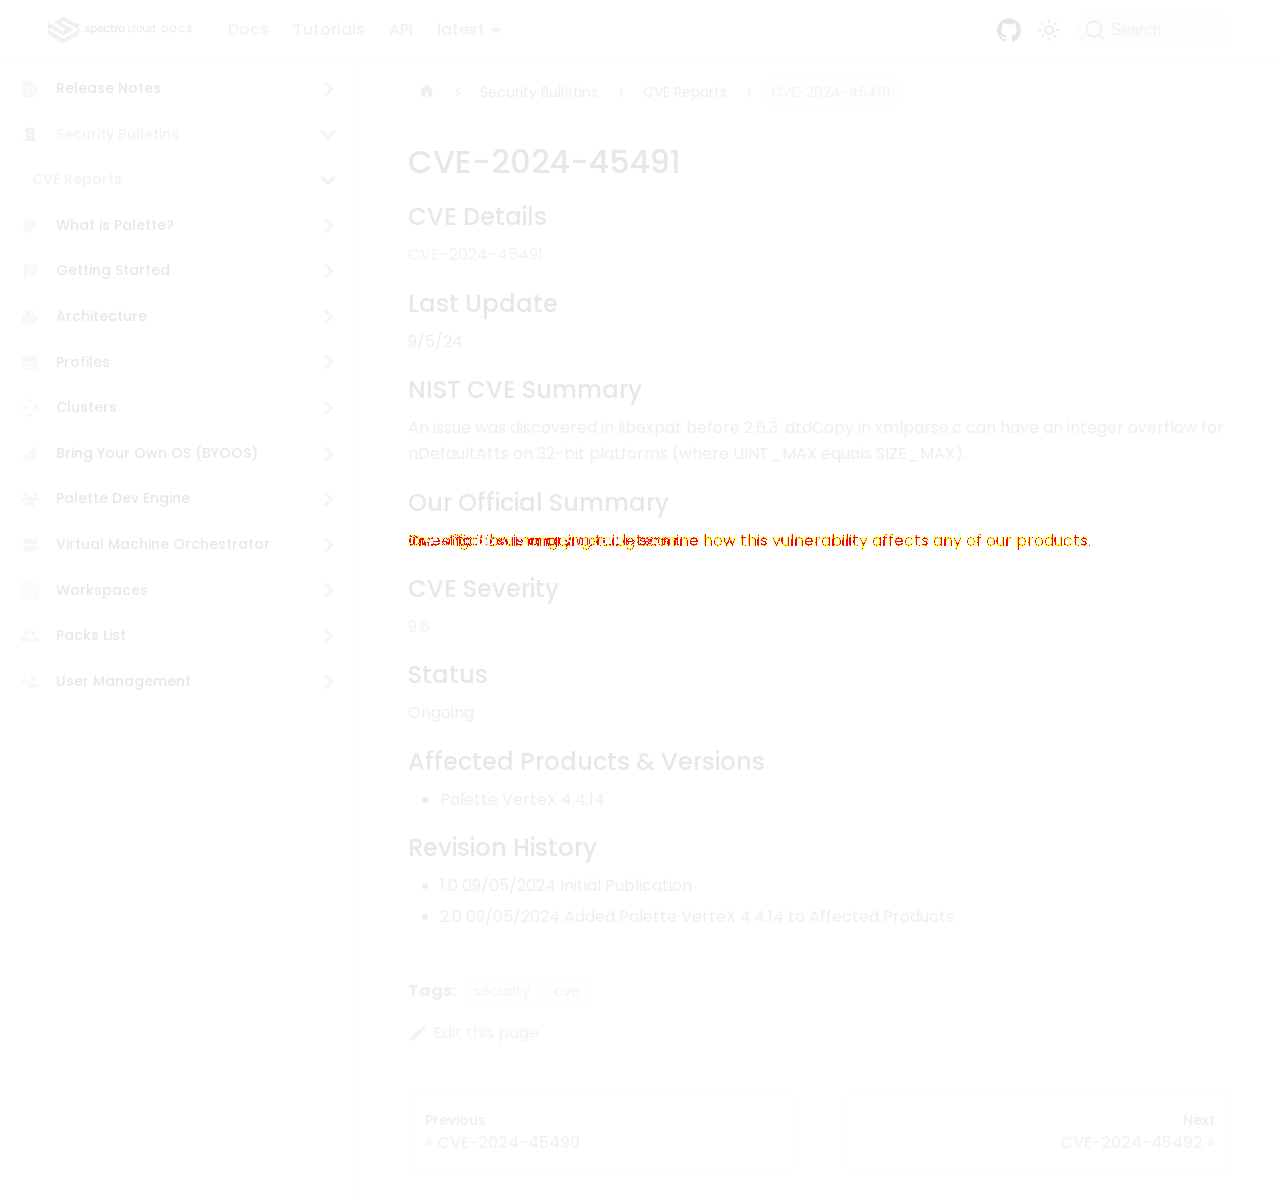 spectro cloud DOCS
Docs
Tutorials
API
latest
Search
Release Notes
Security Bulletins
CVE Reports
What is Palette?
Getting Started
Architecture
Profiles
Clusters
Bring Your Own OS (BYOOS)
Palette Dev Engine
Virtual Machine Orchestrator
Workspaces
Packs List
User Management
Security Bulletins
CVE Reports
CVE-2024-45491
CVE-2024-45491
CVE Details
CVE-2024-45491
Last Update
9/5/24
NIST CVE Summary
An issue was discovered in libexpat before 2.6.3. dtdCopy in xmlparse.c can have an integer overflow for
nDefaultAtts on 32-bit platforms (where UINT_MAX equals SIZE_MAX).
Our Official Summary
how this vulnerability affects any of our products.
CVE Severity
9.8
Status
Ongoing
Affected Products & Versions
Palette VerteX 4.4.14
Revision History
1.0 09/05/2024 Initial Publication
2.0 09/05/2024 Added Palette VerteX 4.4.14 to Affected Products
Tags: security cve
Edit this page
Previous
« CVE-2024-45490
Next
CVE-2024-45492 »